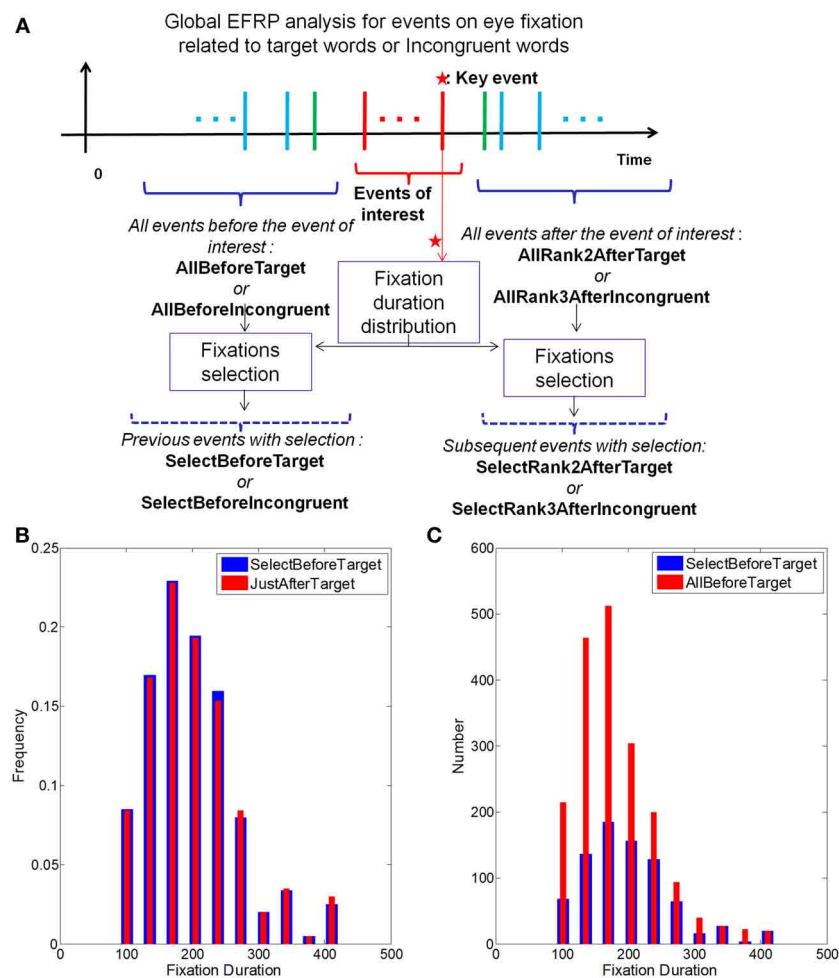 A
Global EFRP analysis for events on eye fixation
related to target words or Incongruent words
★: Key event
0
Time
Events of
interest
All events before the event of
interest :
AllBeforeTarget
or
AllBeforeIncongruent
All events after the event of interest :
AllRank2AfterTarget
or
AllRank3AfterIncongruent
Fixation
duration
distribution
Fixations
selection
Fixations
selection
Previous events with selection :
SelectBeforeTarget
or
SelectBeforeIncongruent
Subsequent events with selection:
SelectRank2AfterTarget
or
SelectRank3AfterIncongruent
B
0.25
0.2
0.15
0.1
0.05
0
Frequency
SelectBeforeTarget
JustAfterTarget
0 100 200 300 400 500
Fixation Duration
C
600
500
400
300
200
100
0
Number
SelectBeforeTarget
AllBeforeTarget
0 100 200 300 400 500
Fixation Duration